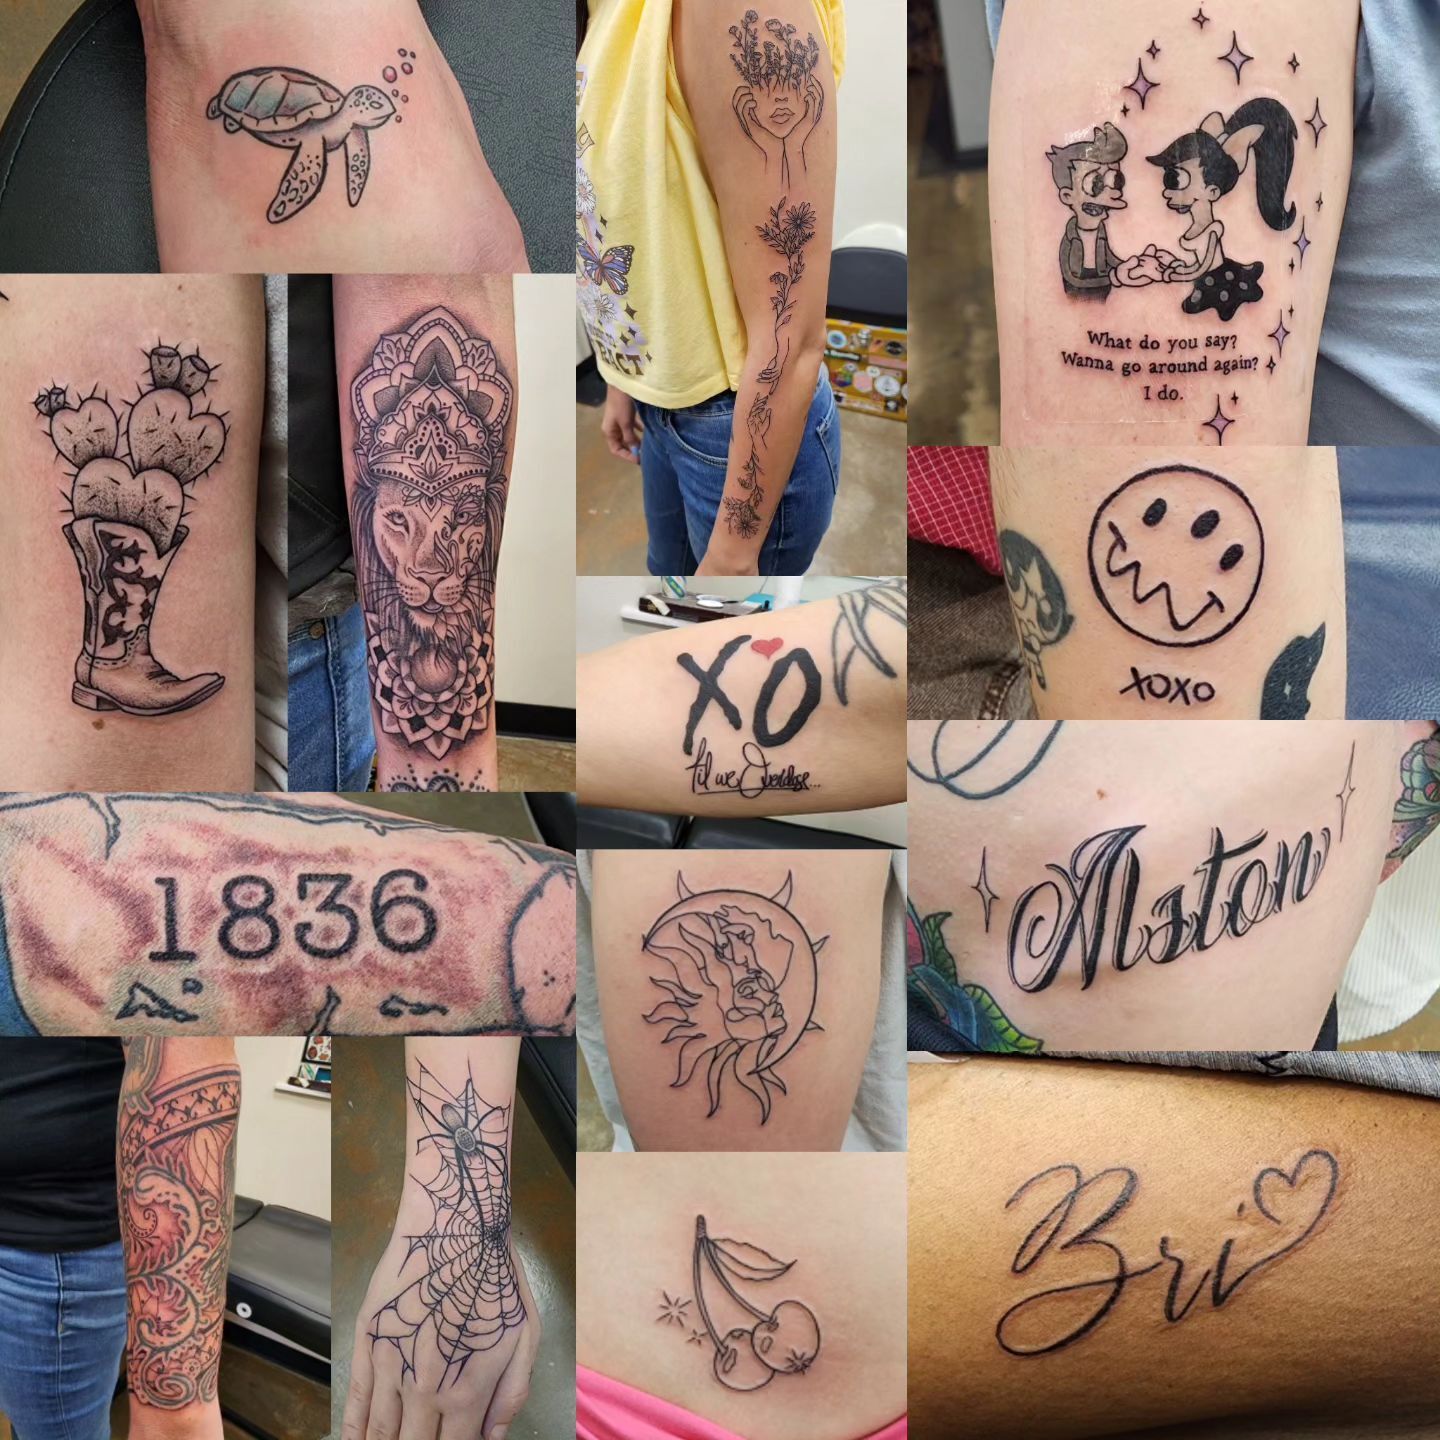 What do you say?
Wanna go around again?
I do.
xoxo
XO
'til we Overdose...
1836
Aston
Bri